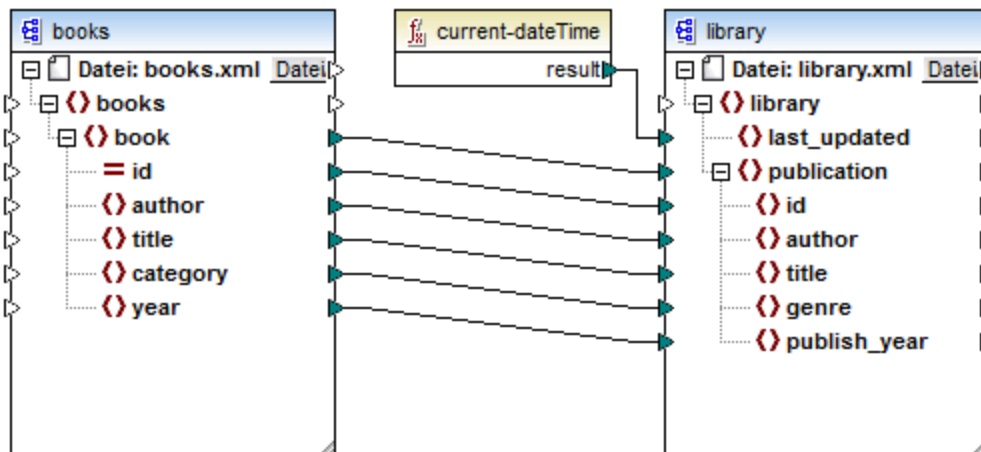 books
Datei: books.xml Datei
books
book
id
author
title
category
year
current-dateTime
result
library
Datei: library.xml Datei
library
last_updated
publication
id
author
title
genre
publish_year